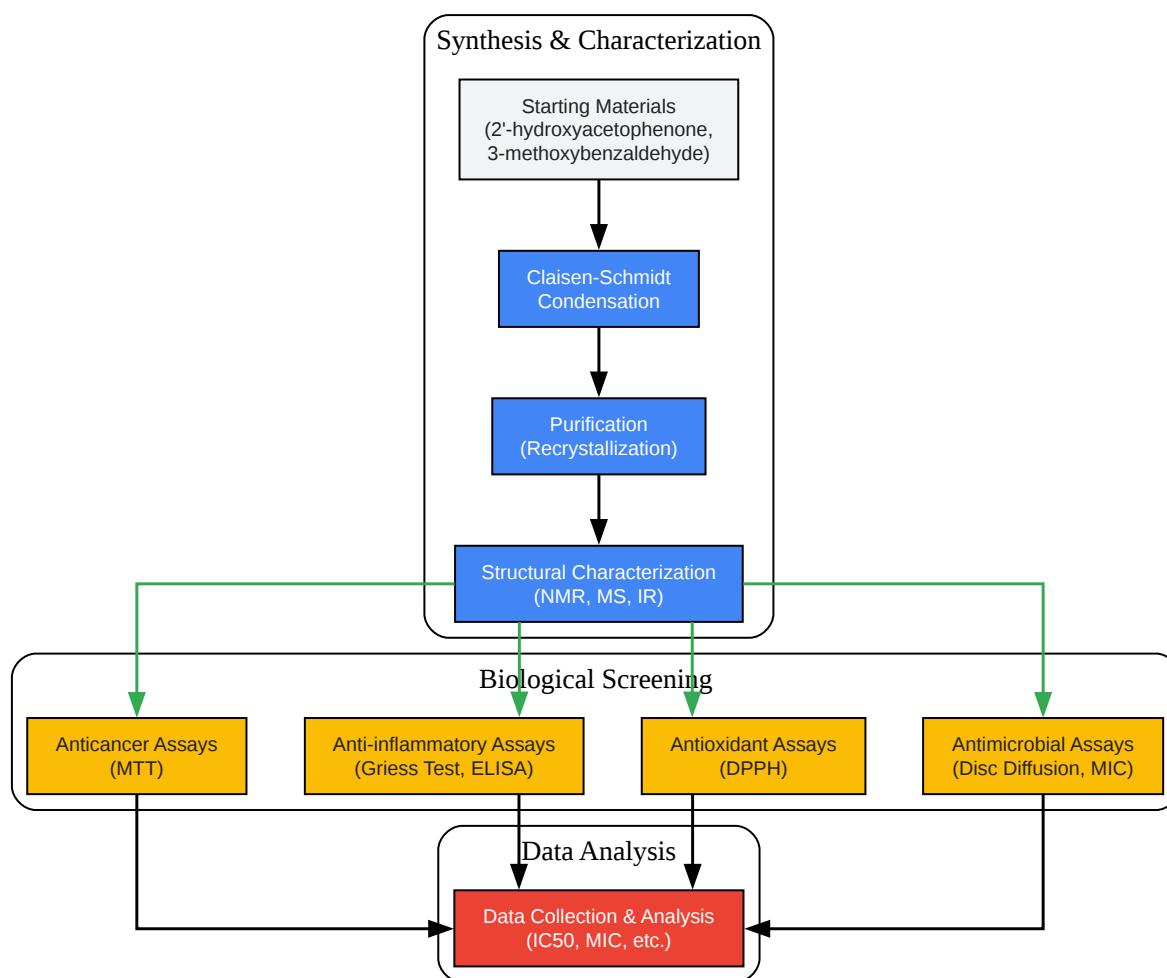 Synthesis & Characterization
Starting Materials
(2'-hydroxyacetophenone,
3-methoxybenzaldehyde)
Claisen-Schmidt
Condensation
Purification
(Recrystallization)
Structural Characterization
(NMR, MS, IR)
Biological Screening
Anticancer Assays
(MTT)
Anti-inflammatory Assays
(Griess Test, ELISA)
Antioxidant Assays
(DPPH)
Antimicrobial Assays
(Disc Diffusion, MIC)
Data Analysis
Data Collection & Analysis
(IC50, MIC, etc.)